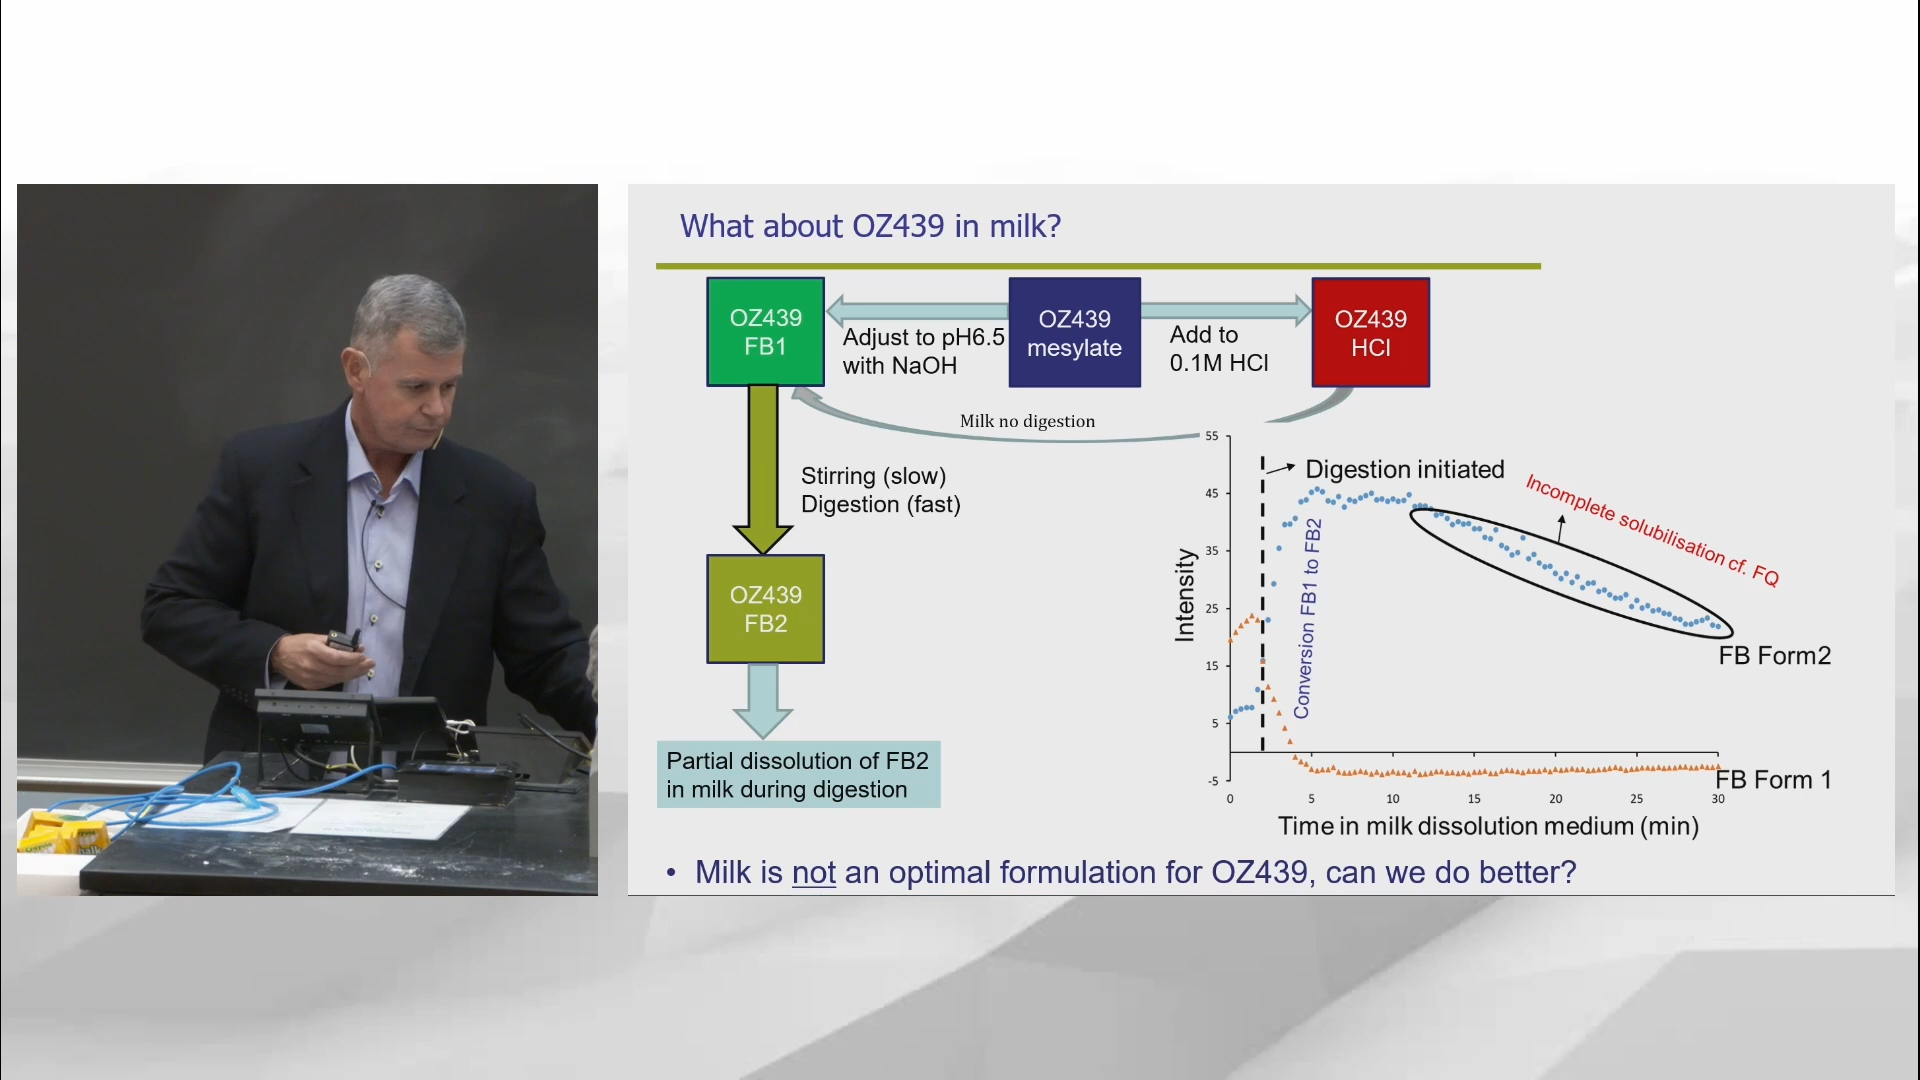 What about OZ439 in milk?
OZ439
FB1
Adjust to pH6.5
with NaOH
OZ439
mesylate
Add to
0.1M HCl
OZ439
HCl
Milk no digestion
Stirring (slow)
Digestion (fast)
OZ439
FB2
Partial dissolution of FB2
in milk during digestion
55
45
35
25
15
5
-5
Intensity
Digestion initiated
Conversion FB1 to FB2
Incomplete solubilisation cf. FQ
FB Form2
FB Form 1
0 5 10 15 20 25 30
Time in milk dissolution medium (min)
• Milk is not an optimal formulation for OZ439, can we do better?